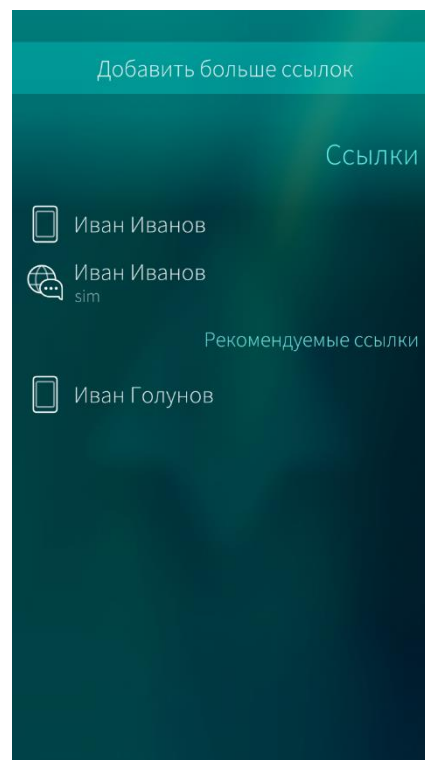 Добавить больше ссылок
Ссылки
Иван Иванов
Иван Иванов
sim
Рекомендуемые ссылки
Иван Голунов